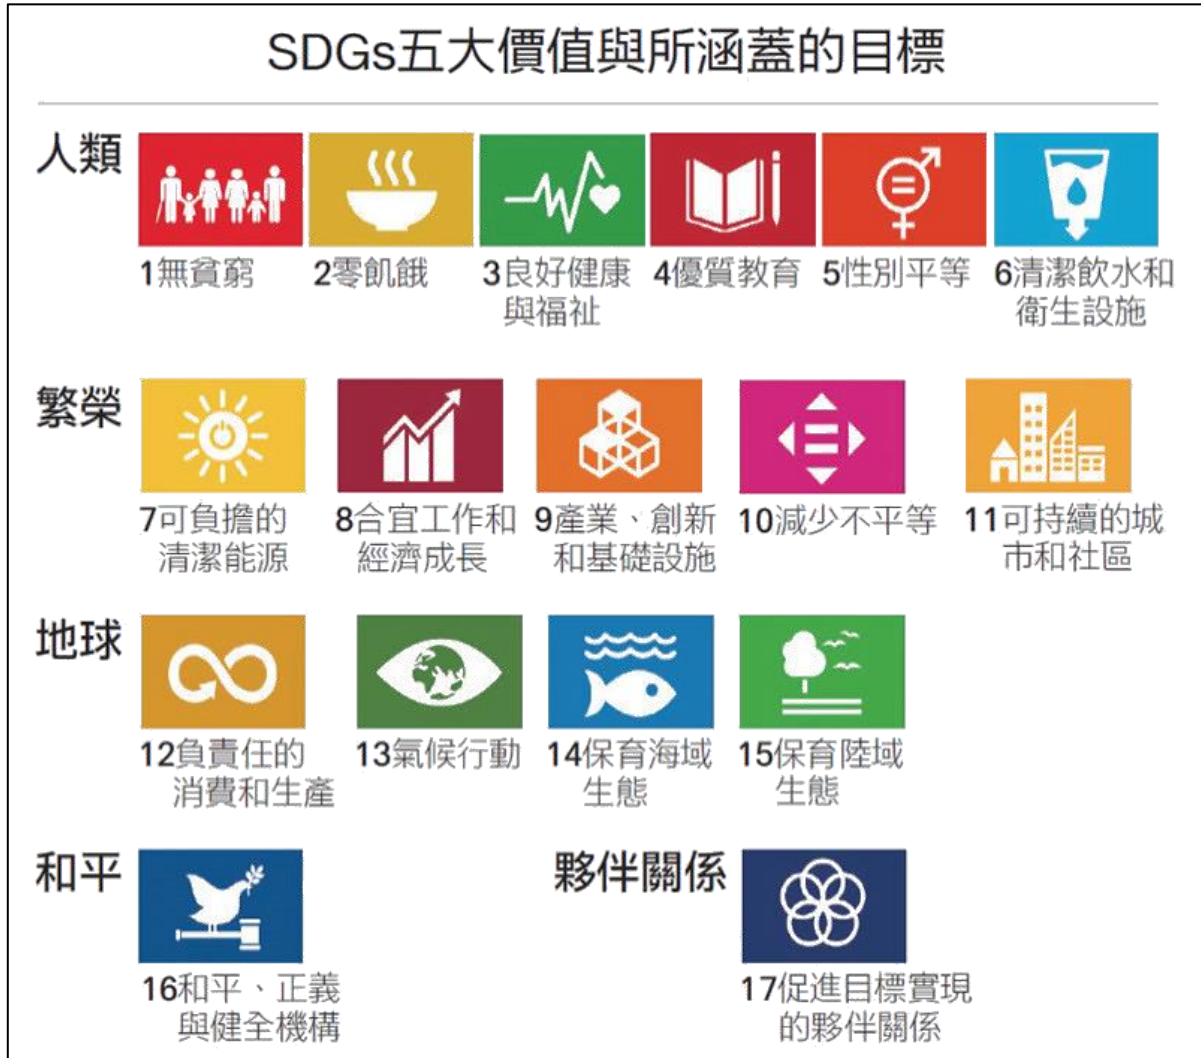 SDGs五大價值與所涵蓋的目標
人類
1無貧窮
2零飢餓
3良好健康
與福祉
4優質教育
5性別平等
6清潔飲水和
衛生設施
繁榮
7可負擔的
清潔能源
8合宜工作和
經濟成長
9產業、創新
和基礎設施
10減少不平等
11可持續的城
市和社區
地球
12負責任的
消費和生產
13氣候行動
14保育海域
生態
15保育陸域
生態
和平
16和平、正義
與健全機構
夥伴關係
17促進目標實現
的夥伴關係